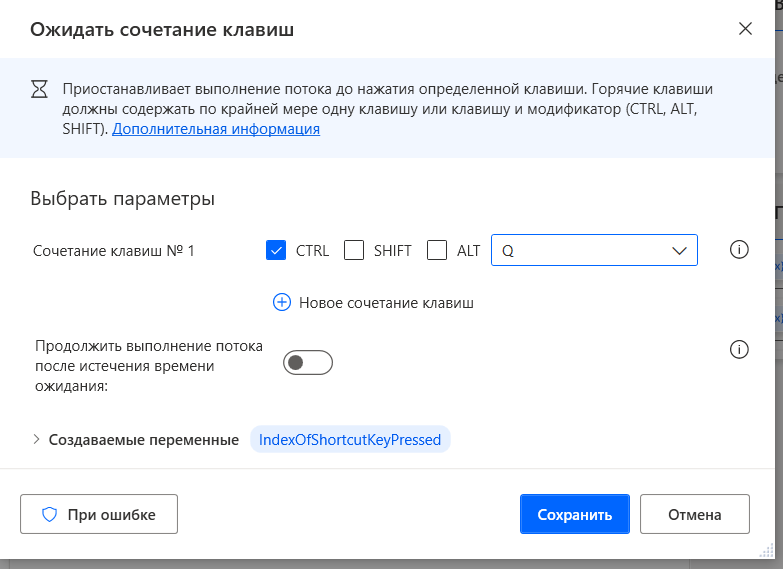 Ожидать сочетание клавиш
Приостанавливает выполнение потока до нажатия определенной клавиши. Горячие клавиши
должны содержать по крайней мере одну клавишу или клавишу и модификатор (CTRL, ALT,
SHIFT). Дополнительная информация
Выбрать параметры
Сочетание клавиш № 1 CTRL SHIFT ALT Q
Новое сочетание клавиш
Продолжить выполнение потока
после истечения времени
ожидания:
Создаваемые переменные IndexOfShortcutKeyPressed
При ошибке Сохранить Отмена